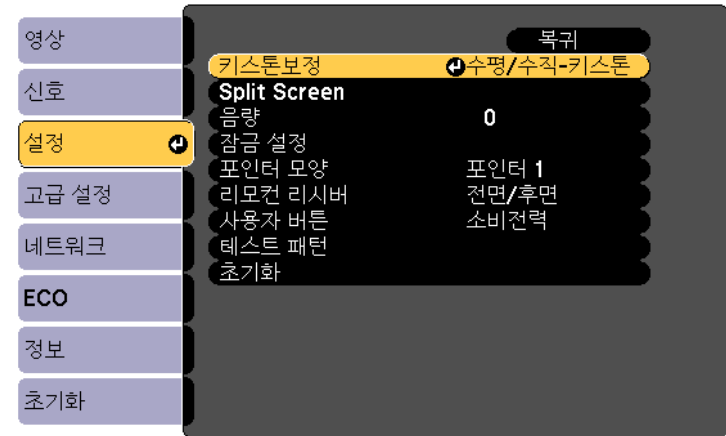 영상
신호
설정
고급 설정
네트워크
ECO
정보
초기화
복귀
키스톤보정 수평/수직-키스톤
Split Screen
음량 0
잠금 설정
포인터 모양 포인터 1
리모컨 리시버 전면/후면
사용자 버튼 소비전력
테스트 패턴
초기화